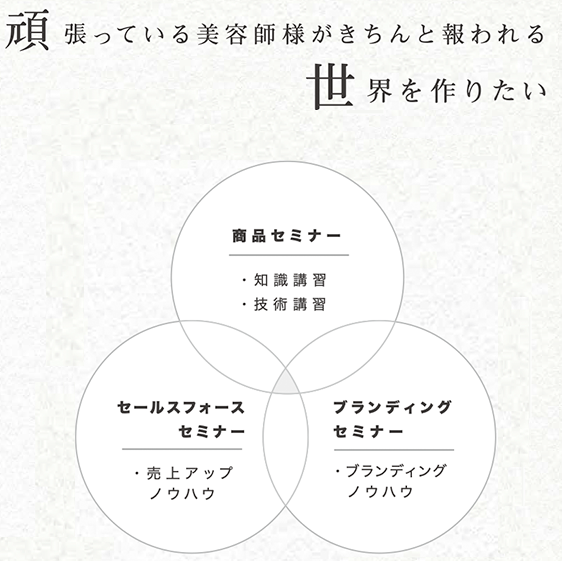 頑張っている美容師様がきちんと報われる
世界を作りたい
商品セミナー
・知識講習
・技術講習
セールスフォース
セミナー
・売上アップ
ノウハウ
ブランディング
セミナー
・ブランディング
ノウハウ